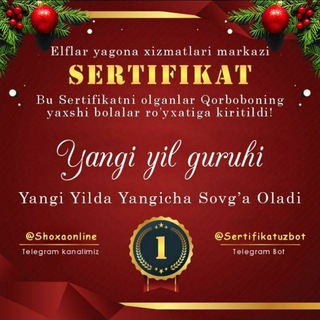 Elflar yagona xizmatlari markazi
SERTIFIKAT
Bu Sertifikatni olganlar Qorboboning
yaxshi bolalar ro'yxatiga kiritildi!
Yangi yil guruhi
Yangi Yilda Yangicha Sovg'a Oladi
@Shoxaonline
Telegram kanalimiz
1
@Sertifikatuzbot
Telegram Bot